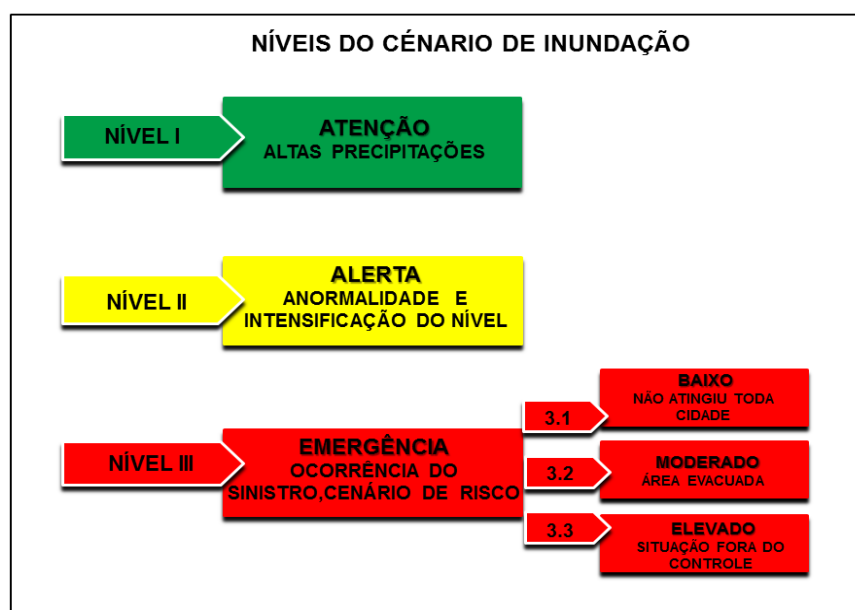 NÍVEIS DO CÉNARIO DE INUNDAÇÃO
NÍVEL I
ATENÇÃO
ALTAS PRECIPITAÇÕES
NÍVEL II
ALERTA
ANORMALIDADE E
INTENSIFICAÇÃO DO NÍVEL
NÍVEL III
EMERGÊNCIA
OCORRÊNCIA DO
SINISTRO,CENÁRIO DE RISCO
3.1
BAIXO
NÃO ATINGIU TODA
CIDADE
3.2
MODERADO
ÁREA EVACUADA
3.3
ELEVADO
SITUAÇÃO FORA DO
CONTROLE